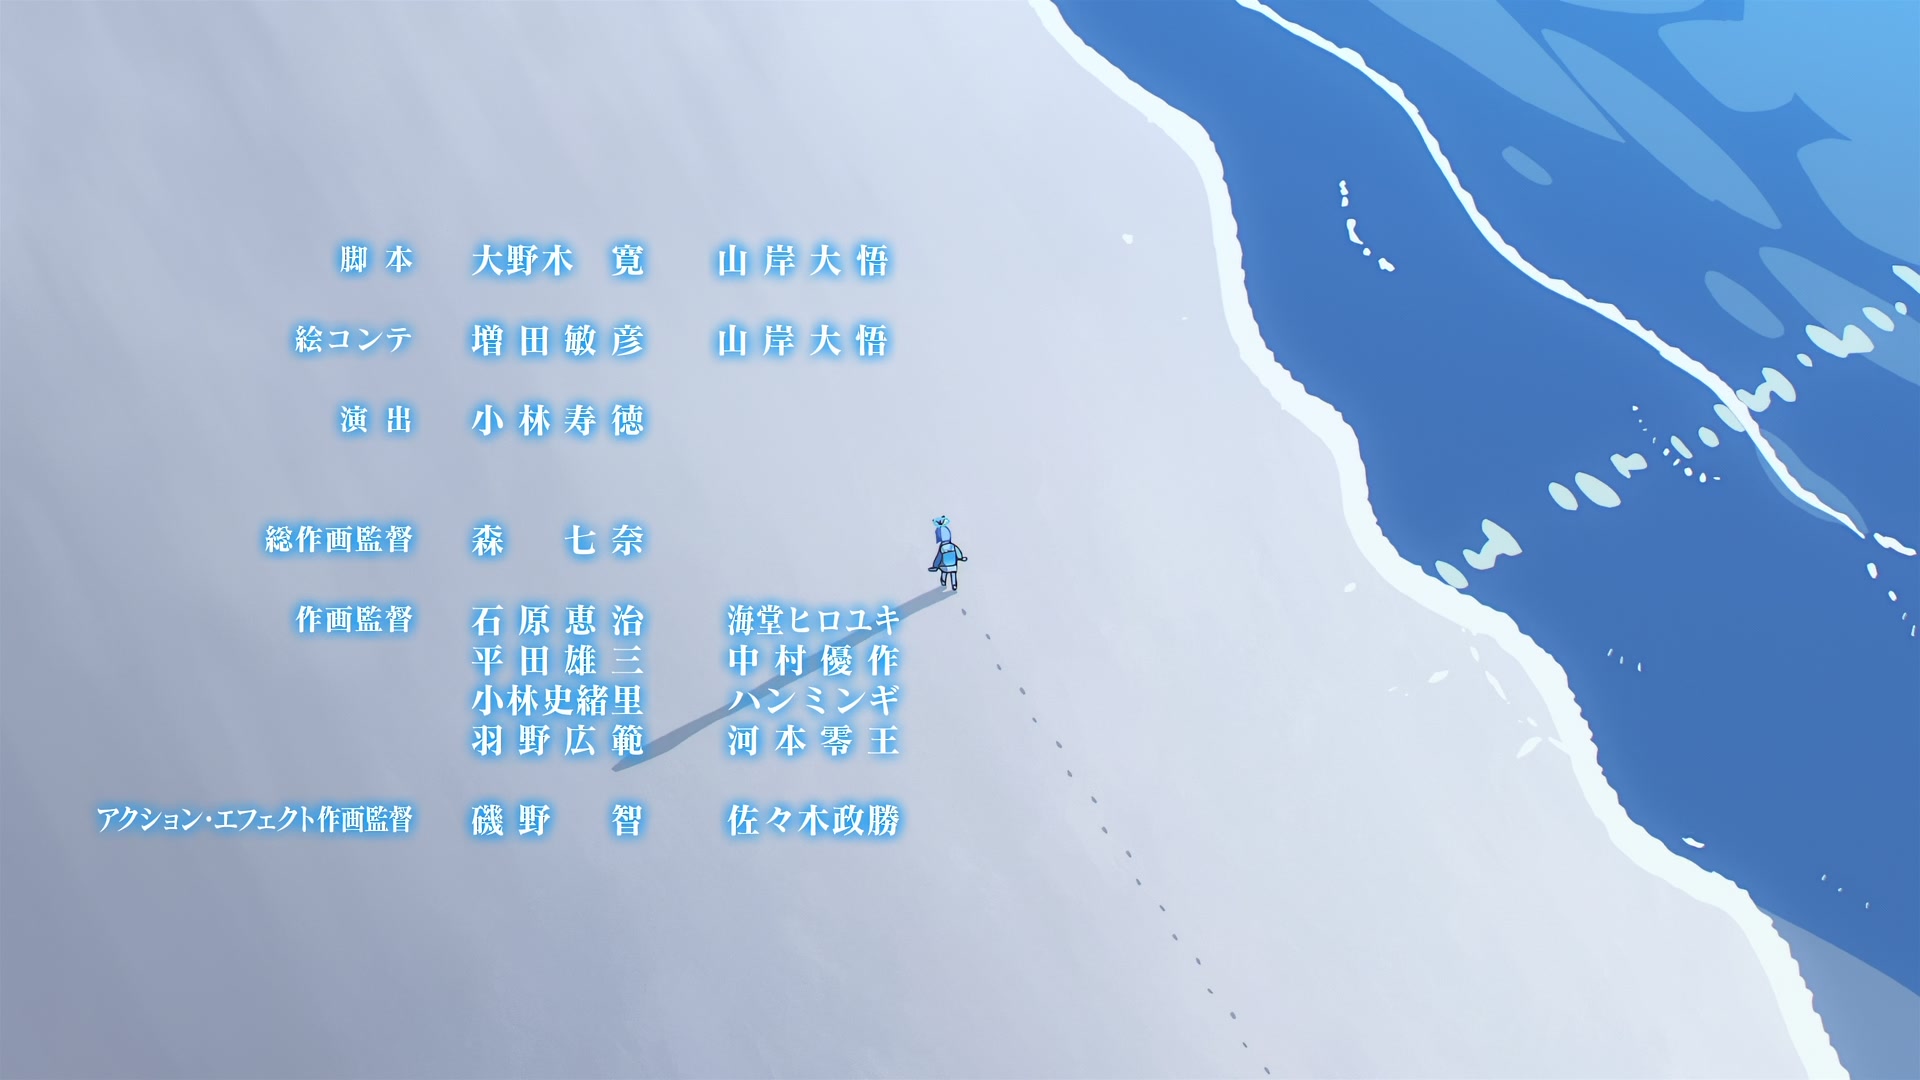 脚本 大野木 寛 山岸大悟
絵コンテ 増田敏彦 山岸大悟
演出 小林寿徳
総作画監督 森 七奈
作画監督 石原恵治 海堂ヒロユキ
平田雄三 中村優作
小林史緒里 ハンミンギ
羽野広範 河本零王
アクション・エフェクト作画監督 磯野 智 佐々木政勝